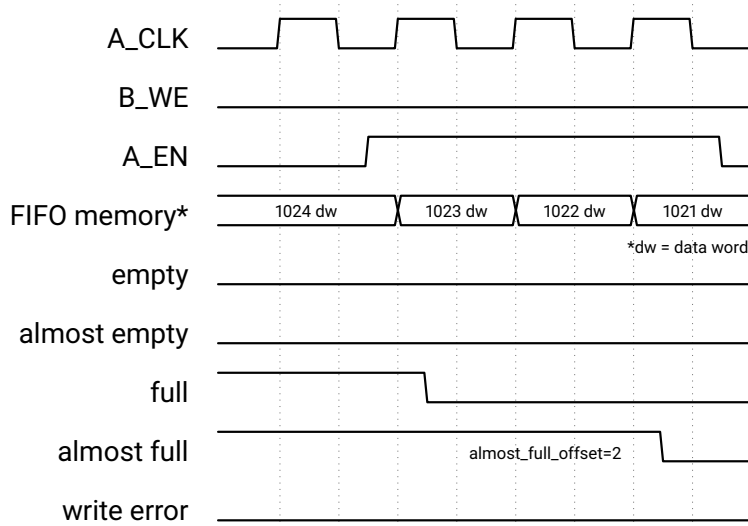 A_CLK
B_WE
A_EN
FIFO memory* 1024 dw 1023 dw 1022 dw 1021 dw
*dw = data word
empty
almost empty
full
almost full almost_full_offset=2
write error